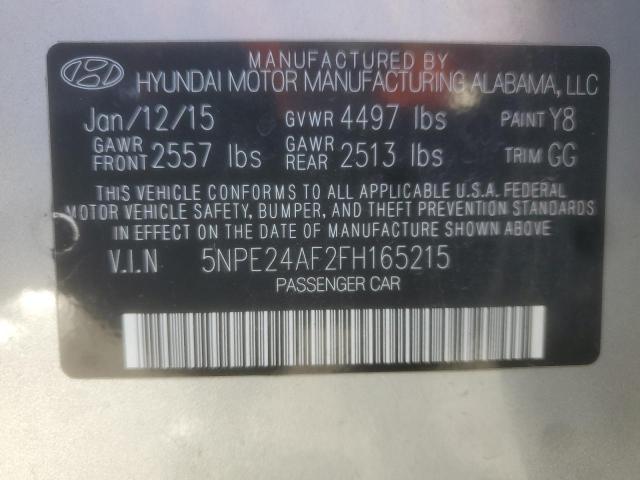 MANUFACTURED BY
HYUNDAI MOTOR MANUFACTURING ALABAMA, LLC
Jan/12/15 GVWR 4497 lbs PAINT Y8
GAWR FRONT 2557 lbs GAWR REAR 2513 lbs TRIM GG
THIS VEHICLE CONFORMS TO ALL APPLICABLE U.S.A. FEDERAL
MOTOR VEHICLE SAFETY, BUMPER, AND THEFT PREVENTION STANDARDS
IN EFFECT ON THE DATE OF MANUFACTURE SHOWN ABOVE
V.I.N 5NPE24AF2FH165215
PASSENGER CAR